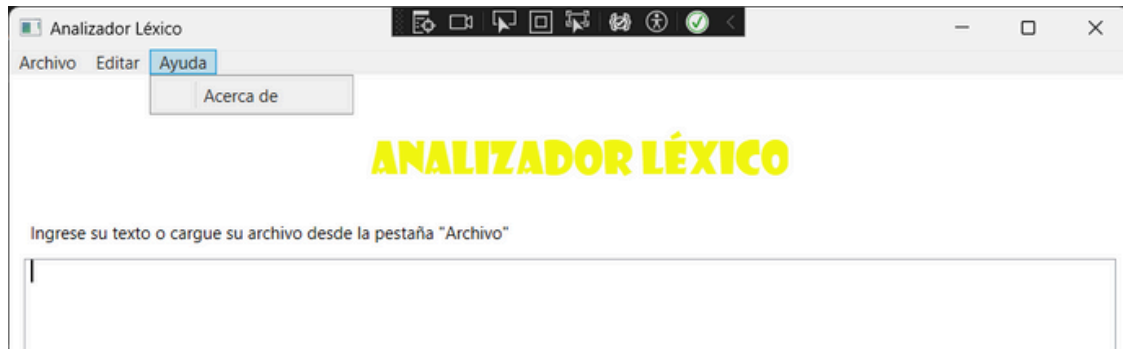 Analizador Léxico
Archivo Editar Ayuda
Acerca de
ANALIZADOR LÉXICO
Ingrese su texto o cargue su archivo desde la pestaña "Archivo"